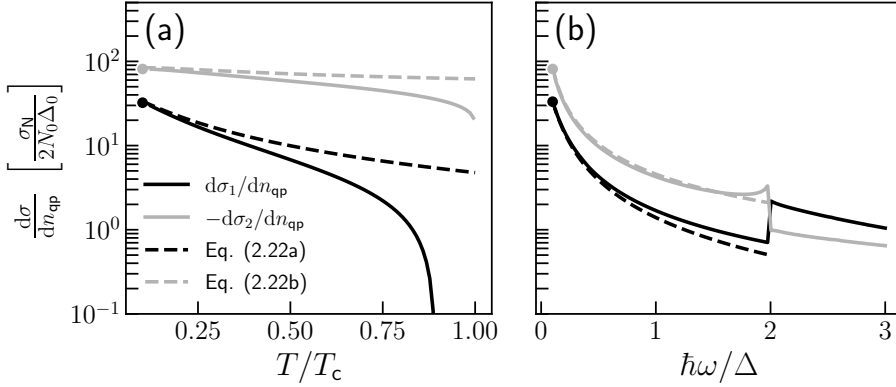 (a)
(b)
dσ/dn_qp [σ_N/2N_0Δ_0]
10^2
10^1
10^0
10^{-1}
dσ_1/dn_qp
−dσ_2/dn_qp
Eq. (2.22a)
Eq. (2.22b)
0.25 0.50 0.75 1.00
T/T_c
0 1 2 3
ℏω/Δ